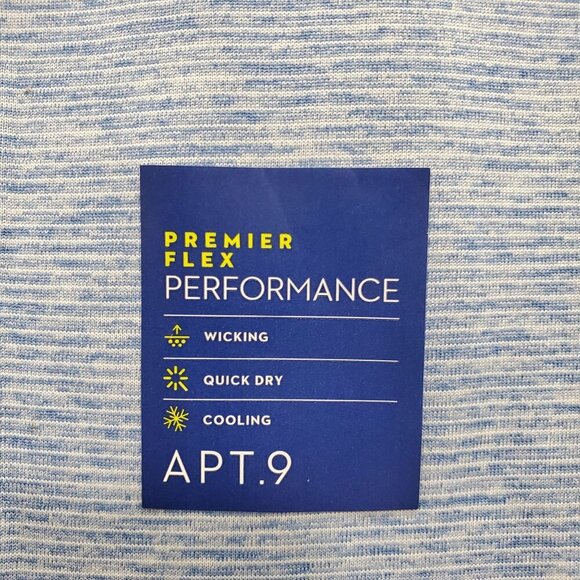 PREMIER
FLEX
PERFORMANCE
WICKING
QUICK DRY
COOLING
APT.9